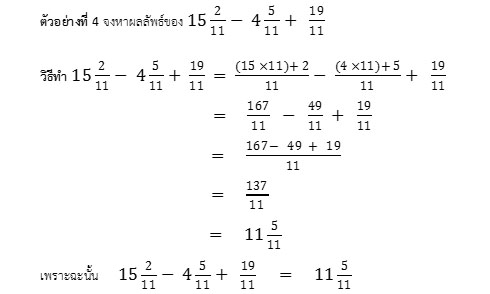 ตัวอย่างที่ 4 จงหาผลลัพธ์ของ 15 2/11 − 4 5/11 + 19/11
วิธีทำ 15 2/11 − 4 5/11 + 19/11 = (15 ×11)+ 2/11 − (4 ×11)+ 5/11 + 19/11
= 167/11 − 49/11 + 19/11
= 167 − 49 + 19/11
= 137/11
= 11 5/11
เพราะฉะนั้น 15 2/11 − 4 5/11 + 19/11 = 11 5/11